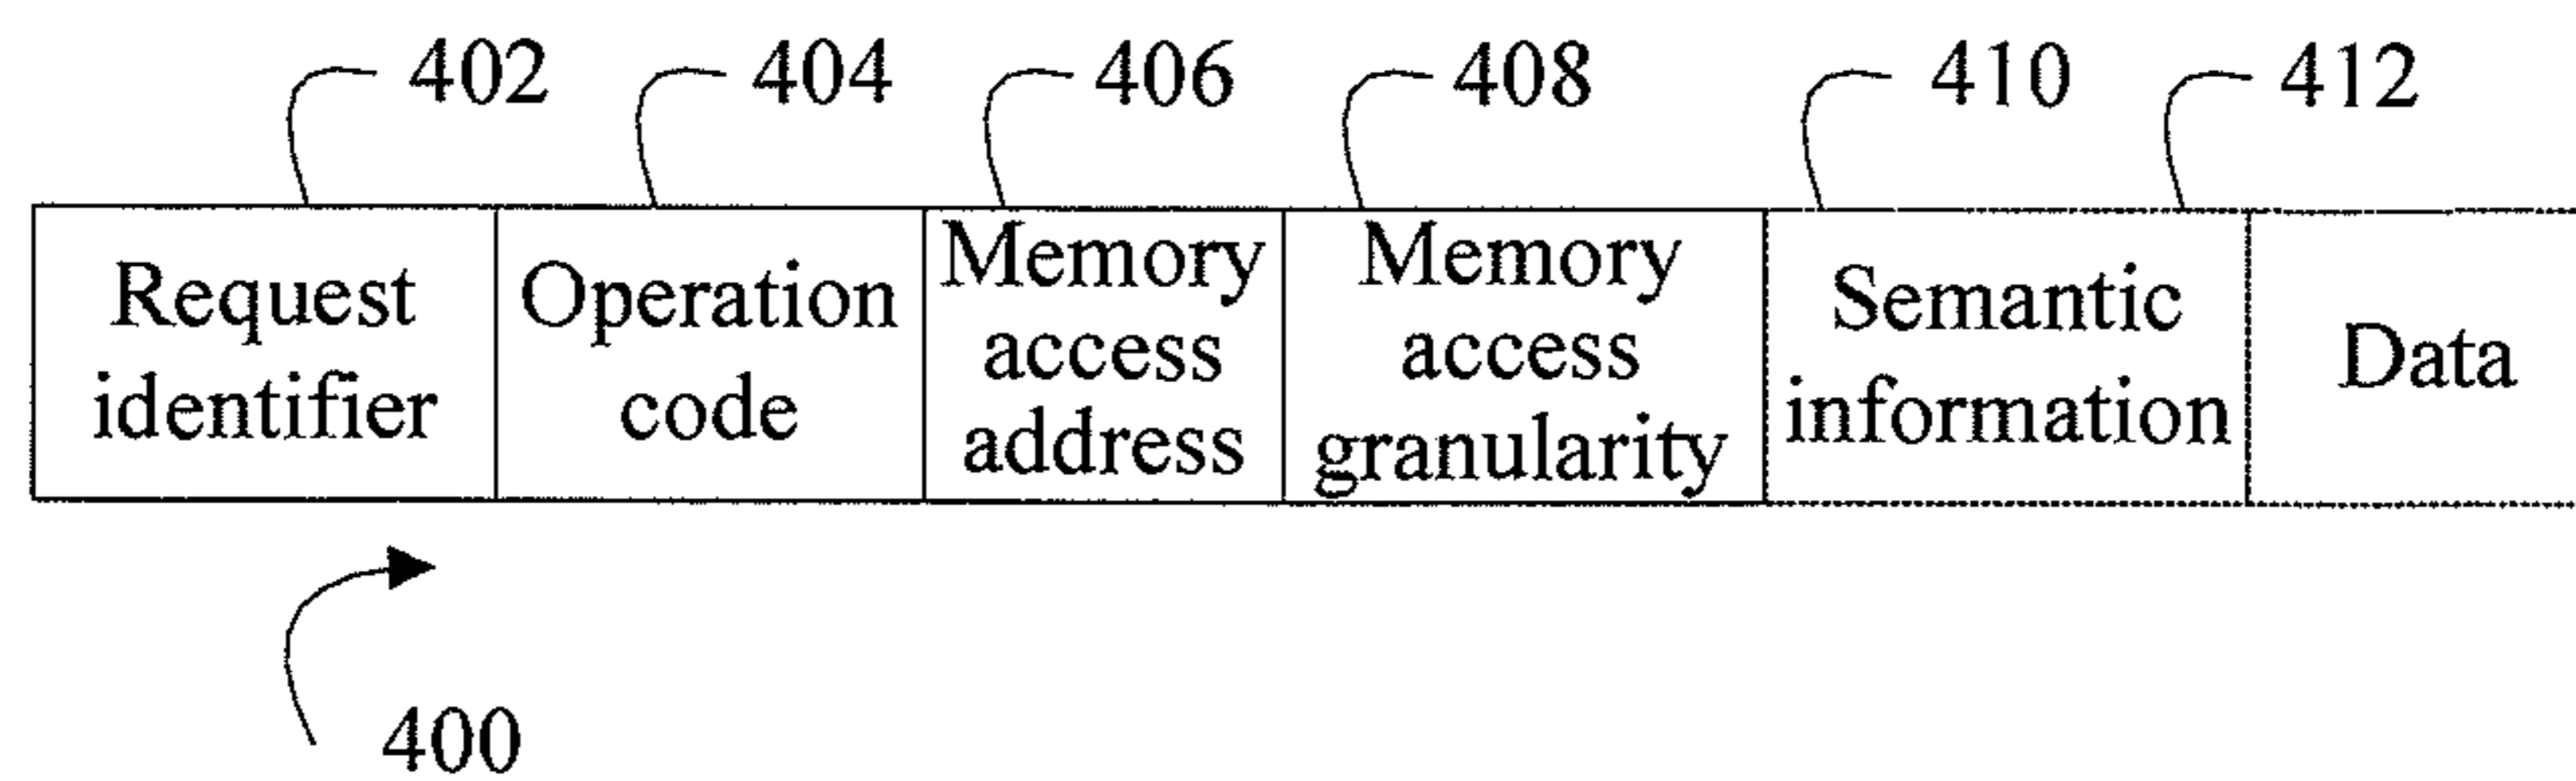 402 404 406 408 410 412
Request
identifier
Operation
code
Memory
access
address
Memory
access
granularity
Semantic
information
Data
400